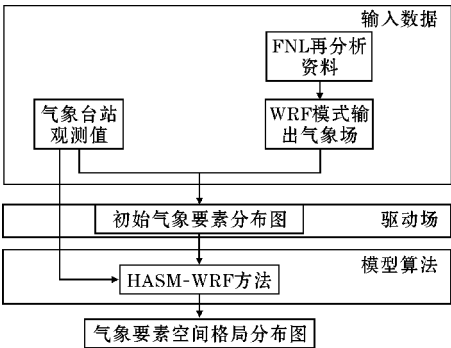 输入数据
FNL再分析
资料
气象台站
观测值
WRF模式输
出气象场
初始气象要素分布图
驱动场
模型算法
HASM-WRF方法
气象要素空间格局分布图